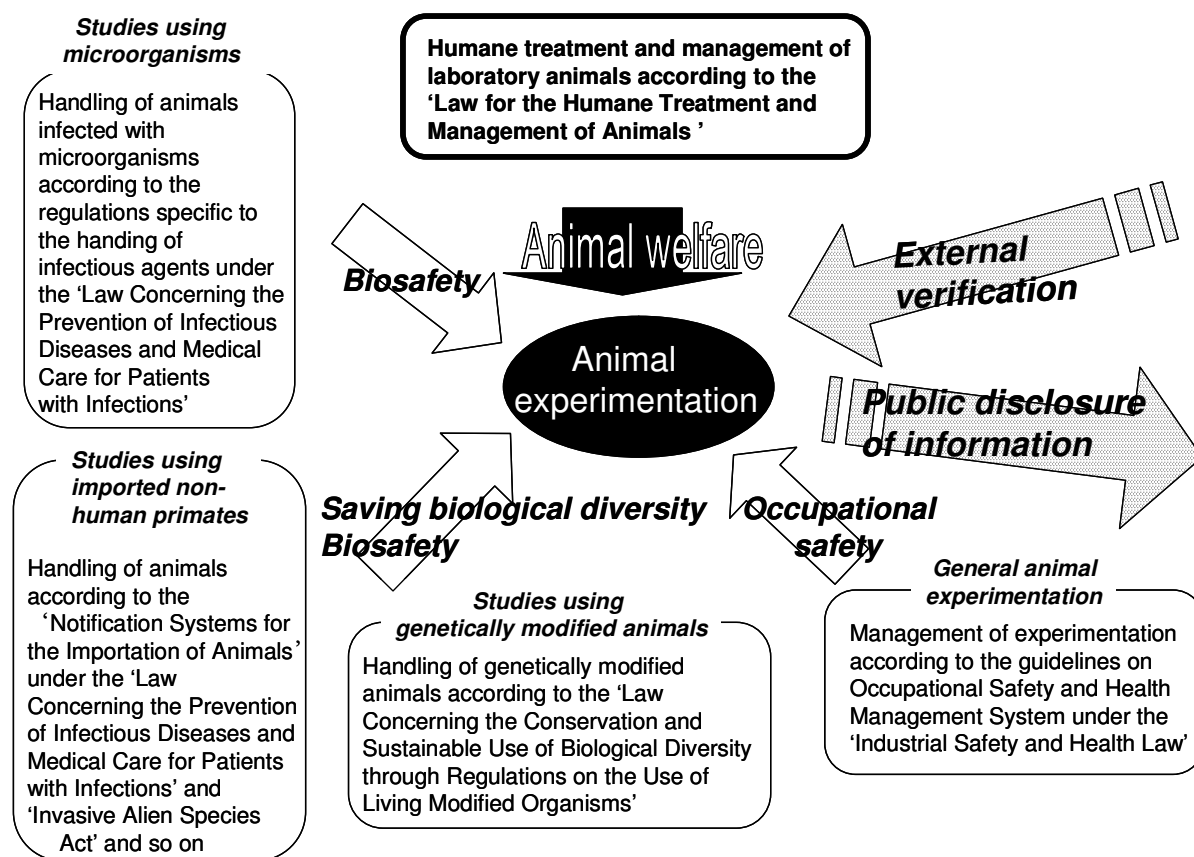 Studies using
microorganisms
Handling of animals
infected with
microorganisms
according to the
regulations specific to
the handing of
infectious agents under
the ‘Law Concerning the
Prevention of Infectious
Diseases and Medical
Care for Patients
with Infections’
Humane treatment and management of
laboratory animals according to the
‘Law for the Humane Treatment and
Management of Animals ’
Animal welfare
Biosafety
External
verification
Animal
experimentation
Public disclosure
of information
Studies using
imported non-
human primates
Handling of animals
according to the
‘Notification Systems for
the Importation of Animals’
under the ‘Law
Concerning the Prevention
of Infectious Diseases and
Medical Care for Patients
with Infections’ and
‘Invasive Alien Species
Act’ and so on
Saving biological diversity
Biosafety
Occupational
safety
Studies using
genetically modified animals
Handling of genetically modified
animals according to the ‘Law
Concerning the Conservation and
Sustainable Use of Biological Diversity
through Regulations on the Use of
Living Modified Organisms’
General animal
experimentation
Management of experimentation
according to the guidelines on
Occupational Safety and Health
Management System under the
‘Industrial Safety and Health Law’